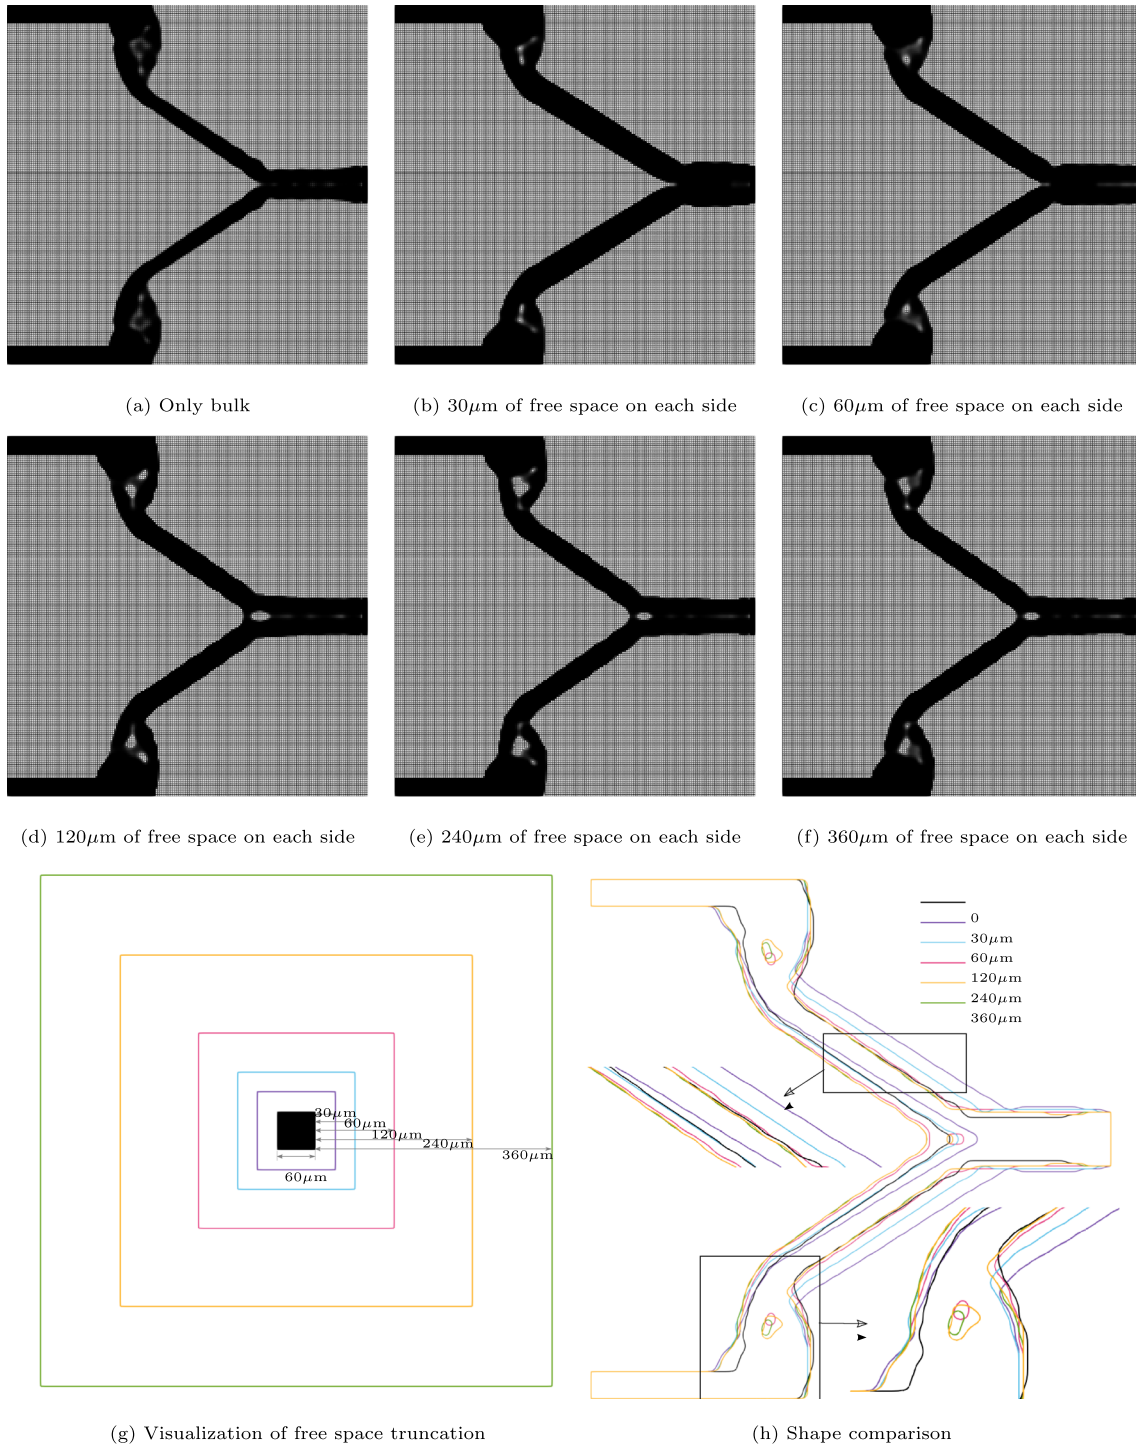 (a) Only bulk
(b) 30μm of free space on each side
(c) 60μm of free space on each side
(d) 120μm of free space on each side
(e) 240μm of free space on each side
(f) 360μm of free space on each side
30μm
60μm
120μm
240μm
360μm
60μm
0
30μm
60μm
120μm
240μm
360μm
(g) Visualization of free space truncation
(h) Shape comparison